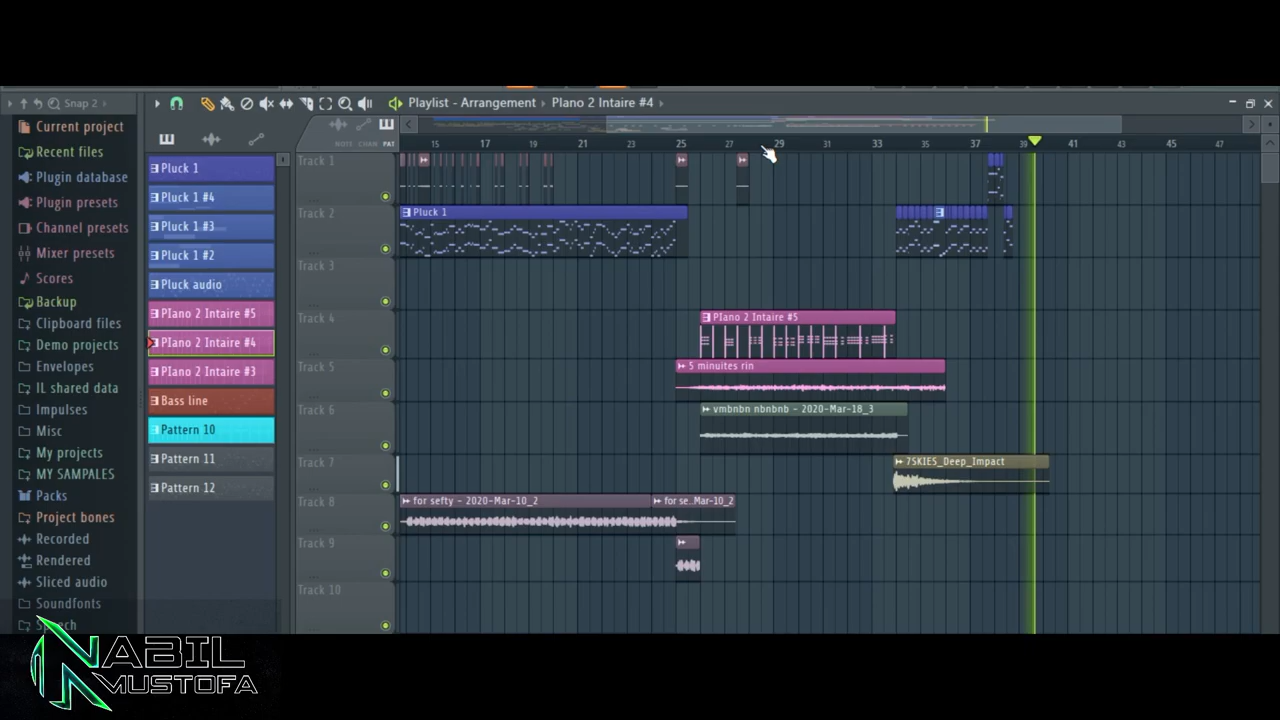 Snap 2
Playlist - Arrangement PIano 2 Intaire #4
NOTE CHAN PAT
15 17 19 21 23 25 27 29 31 33 35 37 39 41 43 45 47
Current project
Recent files
Plugin database
Plugin presets
Channel presets
Mixer presets
Scores
Backup
Clipboard files
Demo projects
Envelopes
IL shared data
Impulses
Misc
My projects
MY SAMPALES
Packs
Project bones
Recorded
Rendered
Sliced audio
Soundfonts
Speech
Pluck 1
Pluck 1 #4
Pluck 1 #3
Pluck 1 #2
Pluck audio
PIano 2 Intaire #5
PIano 2 Intaire #4
PIano 2 Intaire #3
Bass line
Pattern 10
Pattern 11
Pattern 12
Track 1
Track 2
Pluck 1
Track 3
Track 4
PIano 2 Intaire #5
Track 5
5 minuites rin
Track 6
vmbnbn nbnbnb - 2020-Mar-18_3
Track 7
7SKIES_Deep_Impact
Track 8
for sefty - 2020-Mar-10_2
for se..Mar-10_2
Track 9
Track 10
NABIL
MUSTOFA